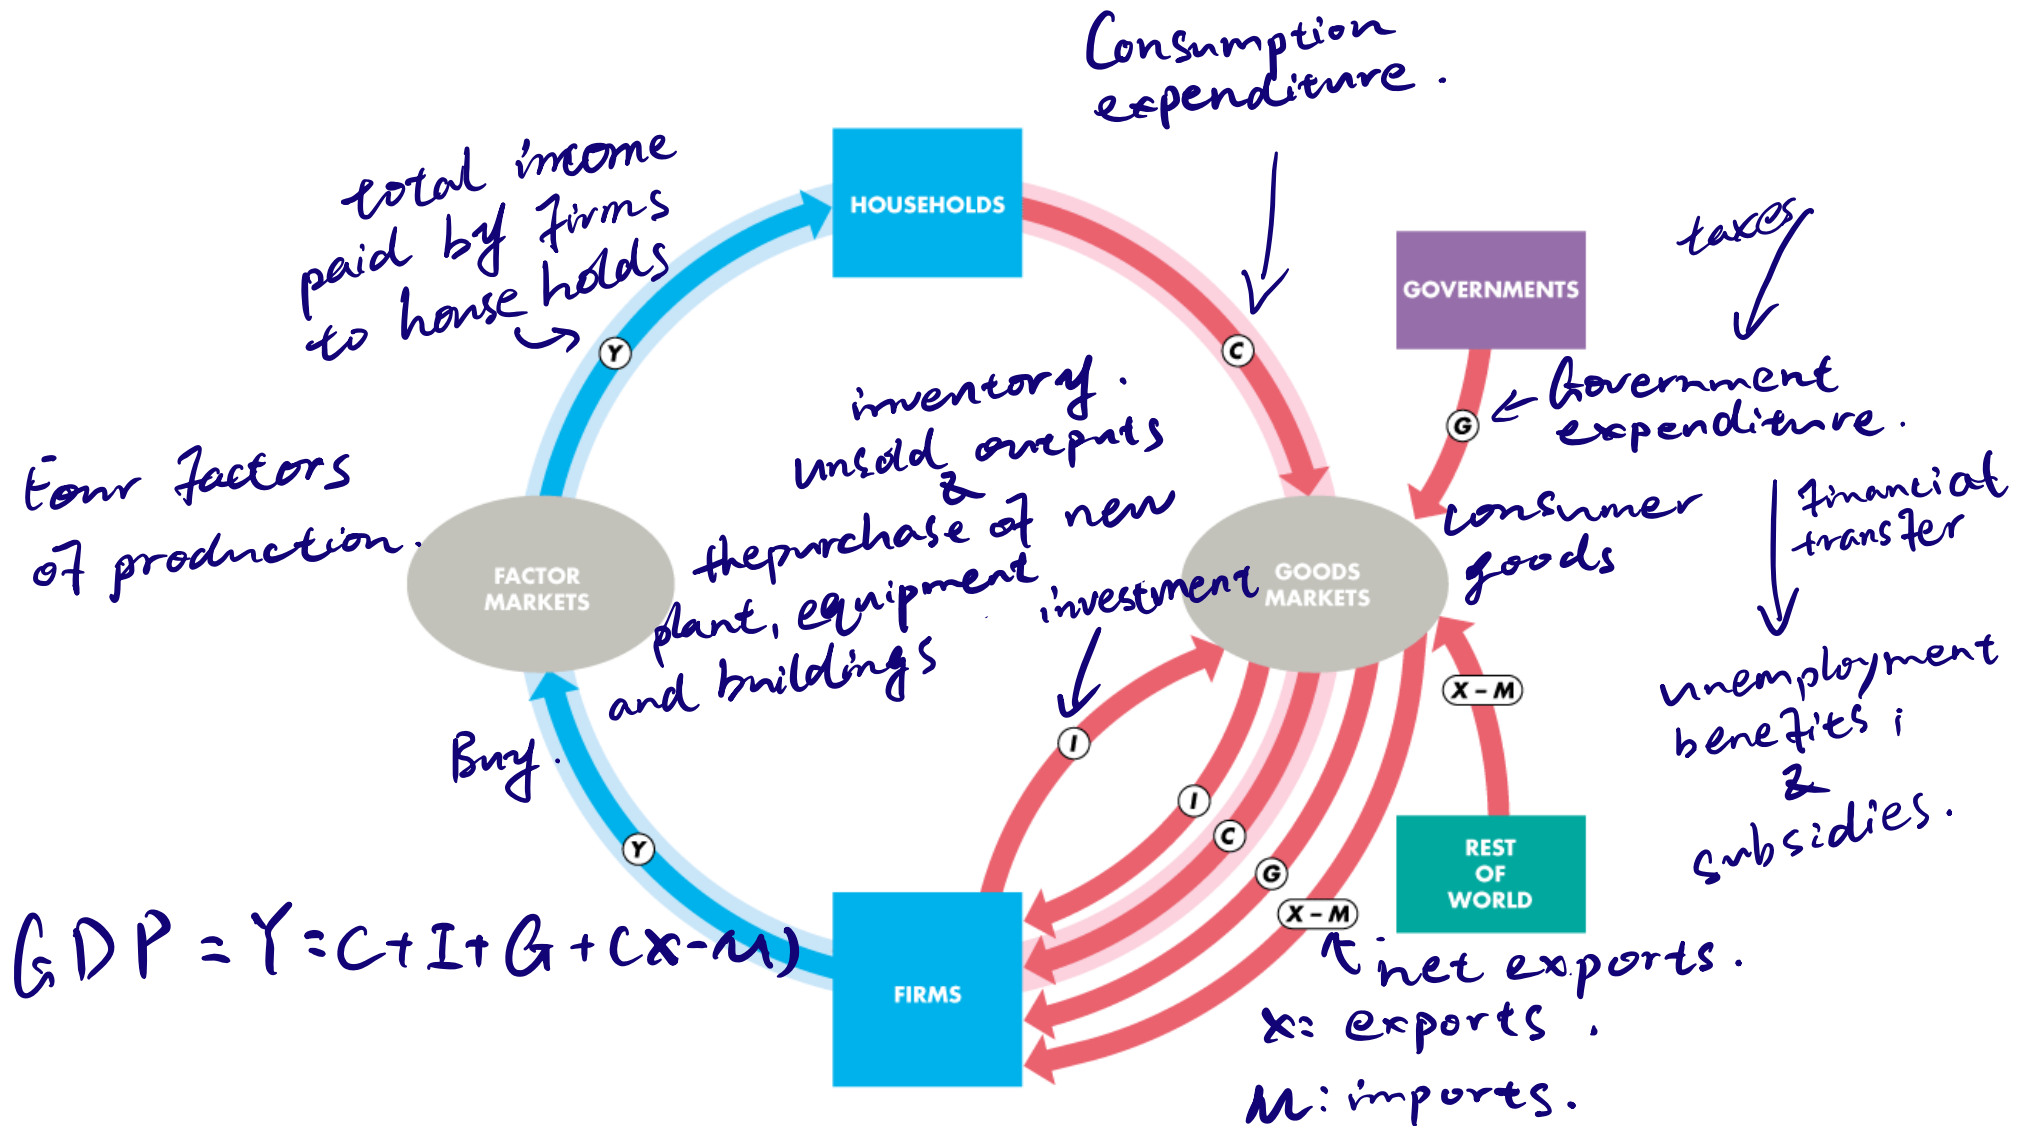 Consumption
expenditure.
total income
paid by firms
to house holds
HOUSEHOLDS
taxes
GOVERNMENTS
Y
C
G
Government
expenditure.
inventory.
unsold outputs
&
the purchase of new
plant, equipment
and buildings
Four factors
of production.
FACTOR
MARKETS
investment
GOODS
MARKETS
consumer
goods
financial
transfer
unemployment
benefits ;
&
subsidies.
X – M
I
Buy.
I
C
Y
G
X – M
REST
OF
WORLD
GDP = Y = C + I + G + (X - M)
FIRMS
net exports.
X= exports.
M: imports.